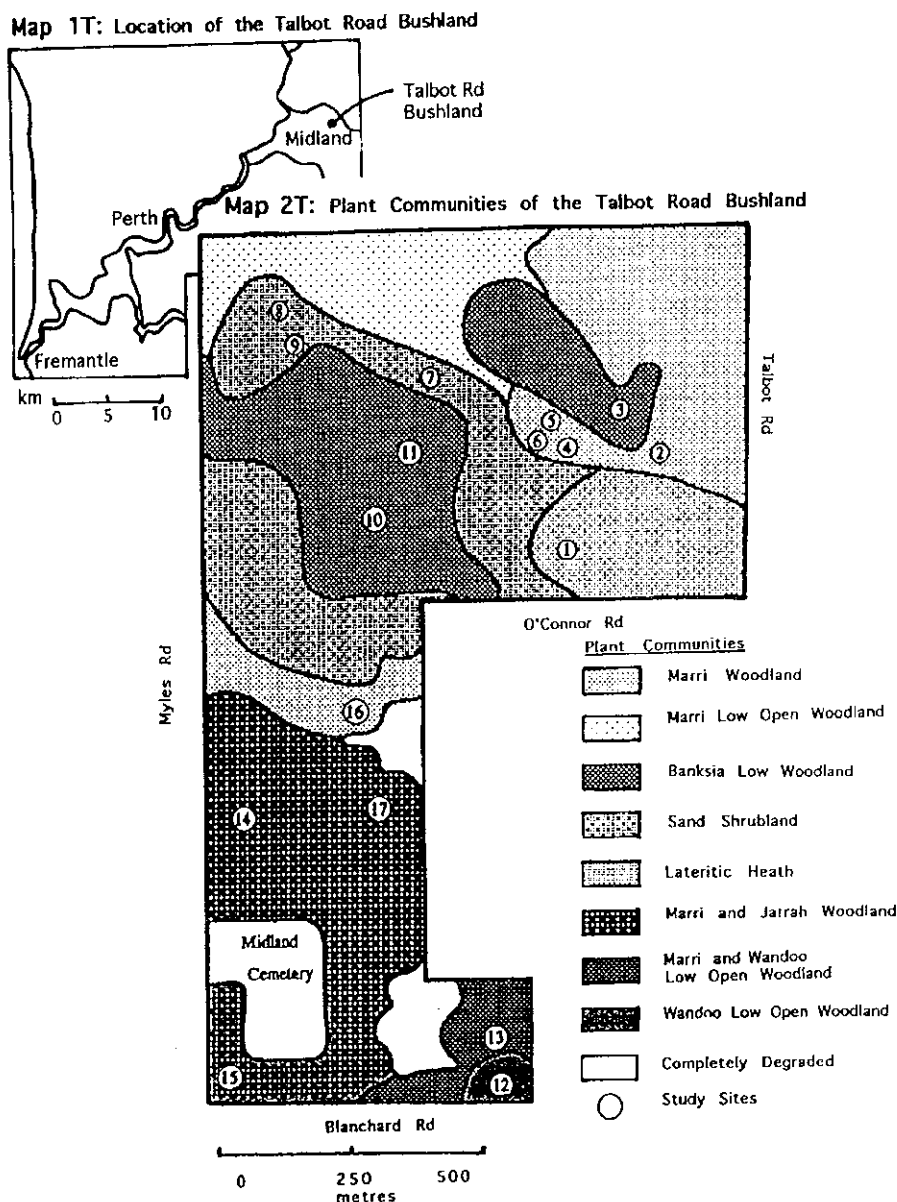 Map 1T: Location of the Talbot Road Bushland
Talbot Rd
Bushland
Midland
Perth
Fremantle
km
0 5 10
Map 2T: Plant Communities of the Talbot Road Bushland
8
9
7
5
6
4
3
2
11
10
1
Talbot Rd
O'Connor Rd
Myles Rd
16
14
17
Midland
Cemetery
15
13
12
Blanchard Rd
0 250 500
metres
Plant Communities
Marri Woodland
Marri Low Open Woodland
Banksia Low Woodland
Sand Shrubland
Lateritic Heath
Marri and Jarrah Woodland
Marri and Wandoo
Low Open Woodland
Wandoo Low Open Woodland
Completely Degraded
Study Sites